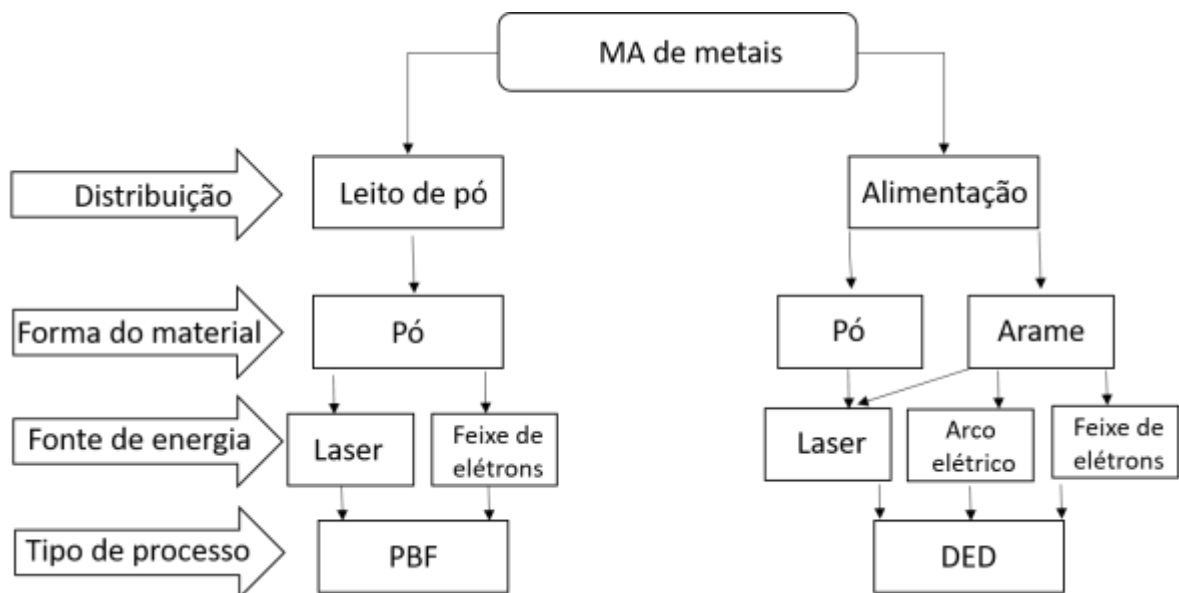 MA de metais
Distribuição
Leito de pó
Alimentação
Forma do material
Pó
Pó
Arame
Fonte de energia
Laser
Feixe de
elétrons
Laser
Arco
elétrico
Feixe de
elétrons
Tipo de processo
PBF
DED